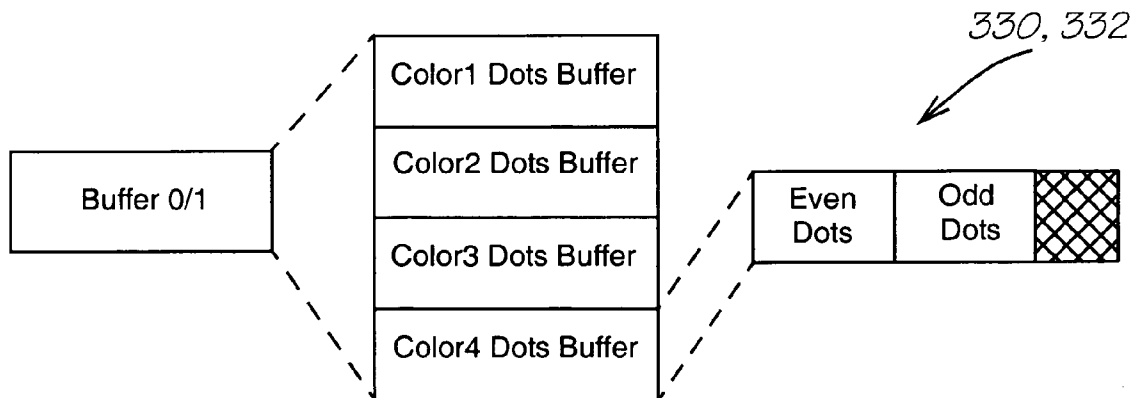 330, 332
Color1 Dots Buffer
Color2 Dots Buffer
Buffer 0/1
Color3 Dots Buffer
Color4 Dots Buffer
Even
Dots
Odd
Dots